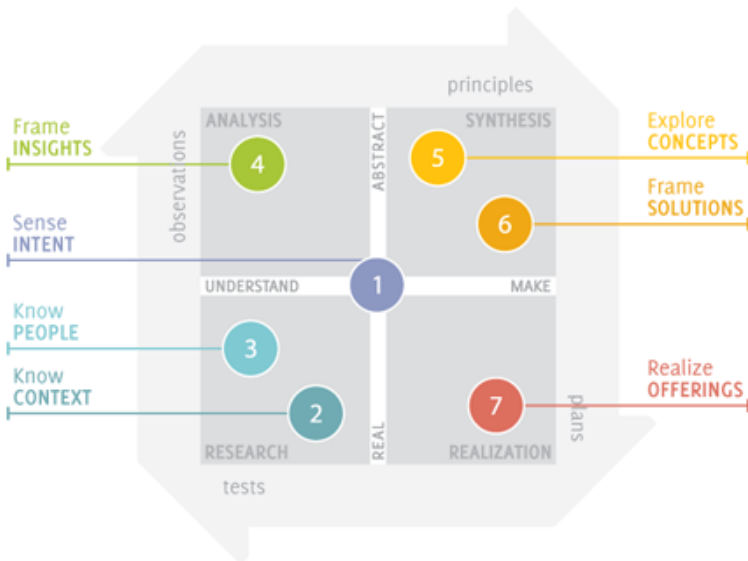 principles
ANALYSIS
SYNTHESIS
ABSTRACT
observations
Frame
INSIGHTS
4
5
Explore
CONCEPTS
Frame
SOLUTIONS
6
Sense
INTENT
1
UNDERSTAND
MAKE
Know
PEOPLE
3
Know
CONTEXT
2
7
Realize
OFFERINGS
plans
REAL
RESEARCH
REALIZATION
tests